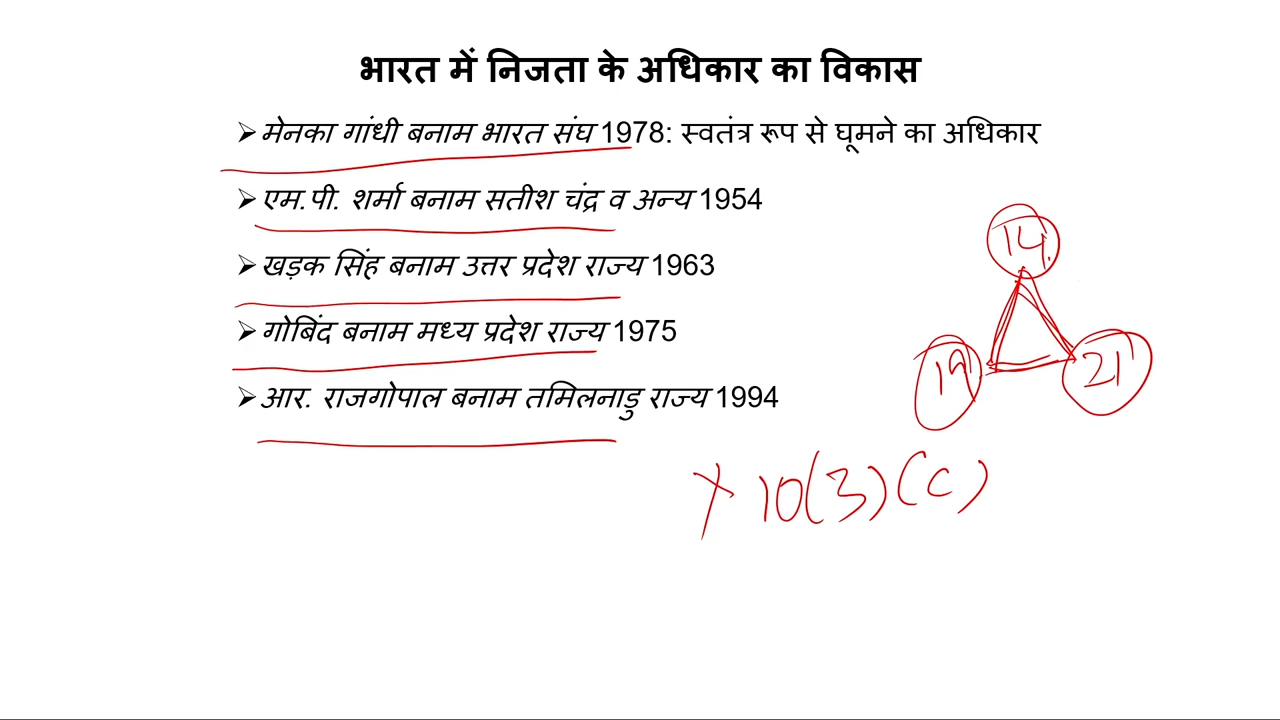 भारत में निजता के अधिकार का विकास
➢मेनका गांधी बनाम भारत संघ 1978: स्वतंत्र रूप से घूमने का अधिकार
➢एम.पी. शर्मा बनाम सतीश चंद्र व अन्य 1954
➢खड़क सिंह बनाम उत्तर प्रदेश राज्य 1963
➢गोबिंद बनाम मध्य प्रदेश राज्य 1975
➢आर. राजगोपाल बनाम तमिलनाडु राज्य 1994
14
19 21
x 10(3)(c)